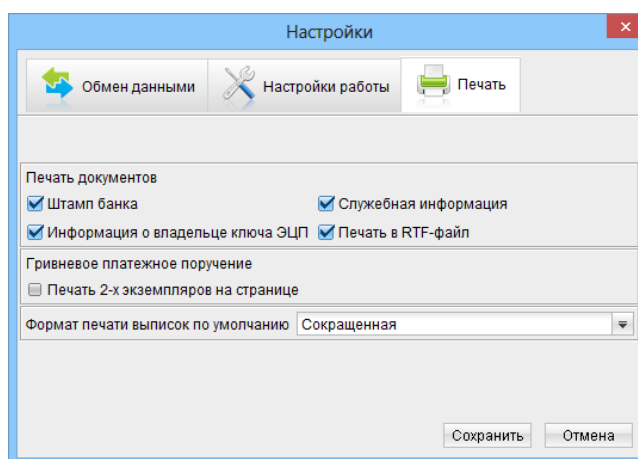 Настройки
Обмен данными
Настройки работы
Печать
Печать документов
Штамп банка
Служебная информация
Информация о владельце ключа ЭЦП
Печать в RTF-файл
Гривневое платежное поручение
Печать 2-х экземпляров на странице
Формат печати выписок по умолчанию
Сокращенная
Сохранить
Отмена